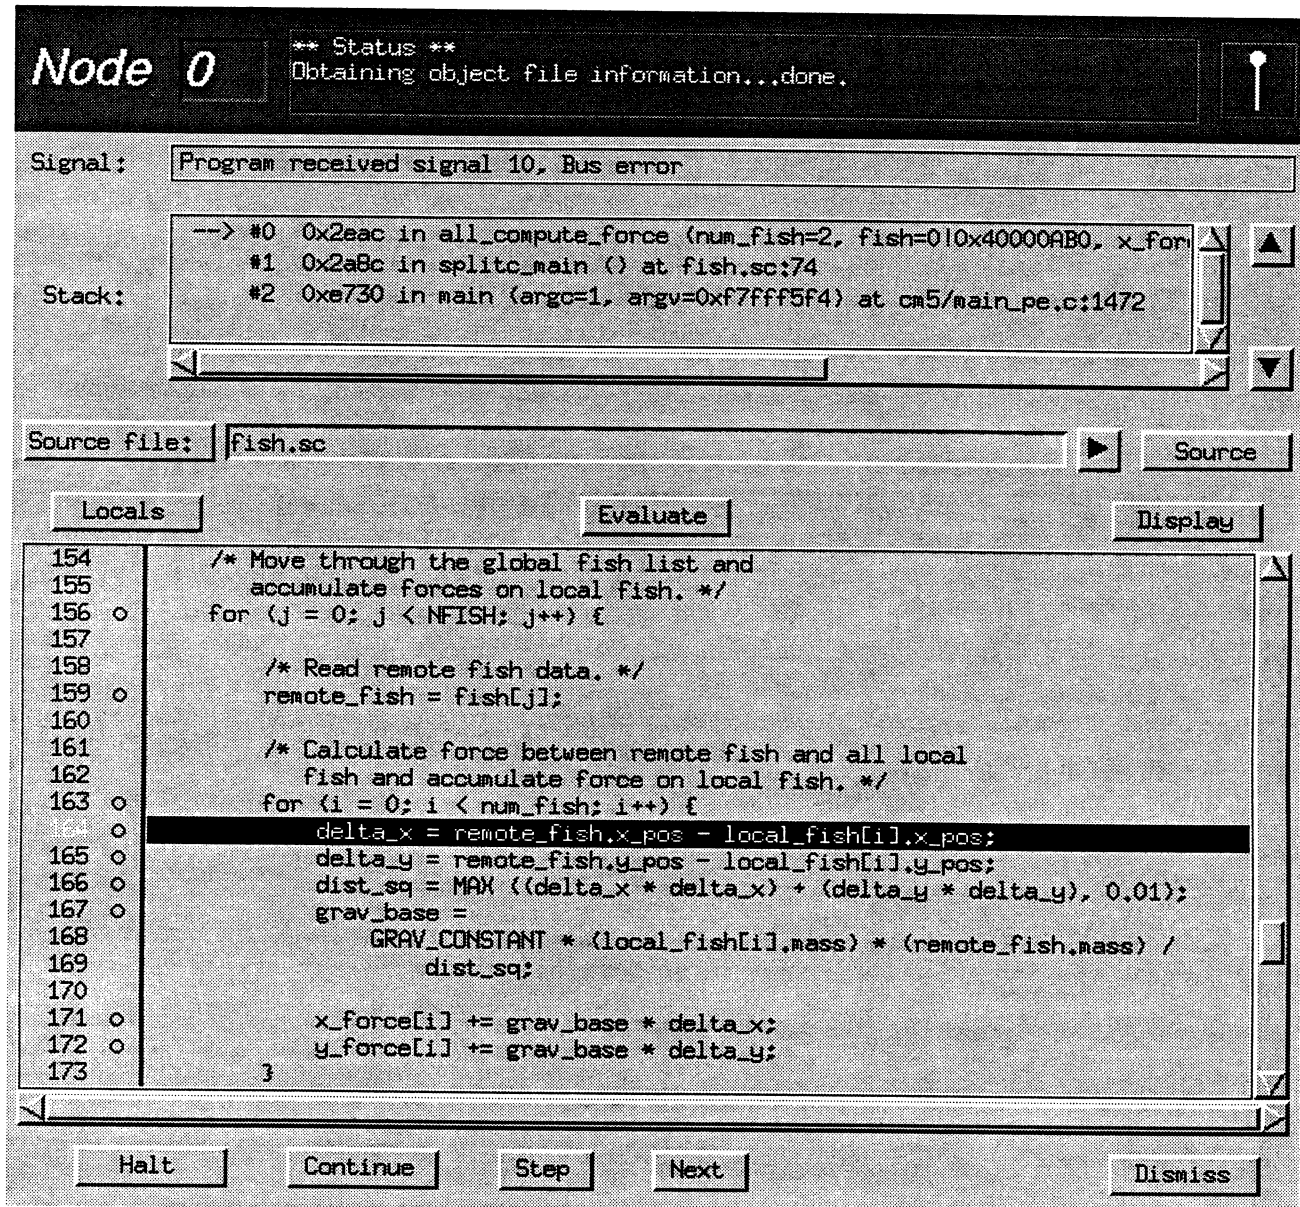 Node 0
** Status **
Obtaining object file information...done.
Signal: Program received signal 10, Bus error
--> #0 0x2eac in all_compute_force (num_fish=2, fish=0|0x40000AB0, x_for
#1 0x2a8c in splitc_main () at fish.sc:74
Stack: #2 0xe730 in main (argc=1, argv=0xf7fff5f4) at cm5/main_pe.c:1472
Source file: fish.sc Source
Locals Evaluate Display
154 /* Move through the global fish list and
155 accumulate forces on local fish. */
156 o for (j = 0; j < NFISH; j++) {
157
158 /* Read remote fish data. */
159 o remote_fish = fish[j];
160
161 /* Calculate force between remote fish and all local
162 fish and accumulate force on local fish. */
163 o for (i = 0; i < num_fish; i++) {
164 o delta_x = remote_fish.x_pos - local_fish[i].x_pos;
165 o delta_y = remote_fish.y_pos - local_fish[i].y_pos;
166 o dist_sq = MAX ((delta_x * delta_x) + (delta_y * delta_y), 0.01);
167 o grav_base =
168 GRAV_CONSTANT * (local_fish[i].mass) * (remote_fish.mass) /
169 dist_sq;
170
171 o x_force[i] += grav_base * delta_x;
172 o y_force[i] += grav_base * delta_y;
173 }
Halt Continue Step Next Dismiss